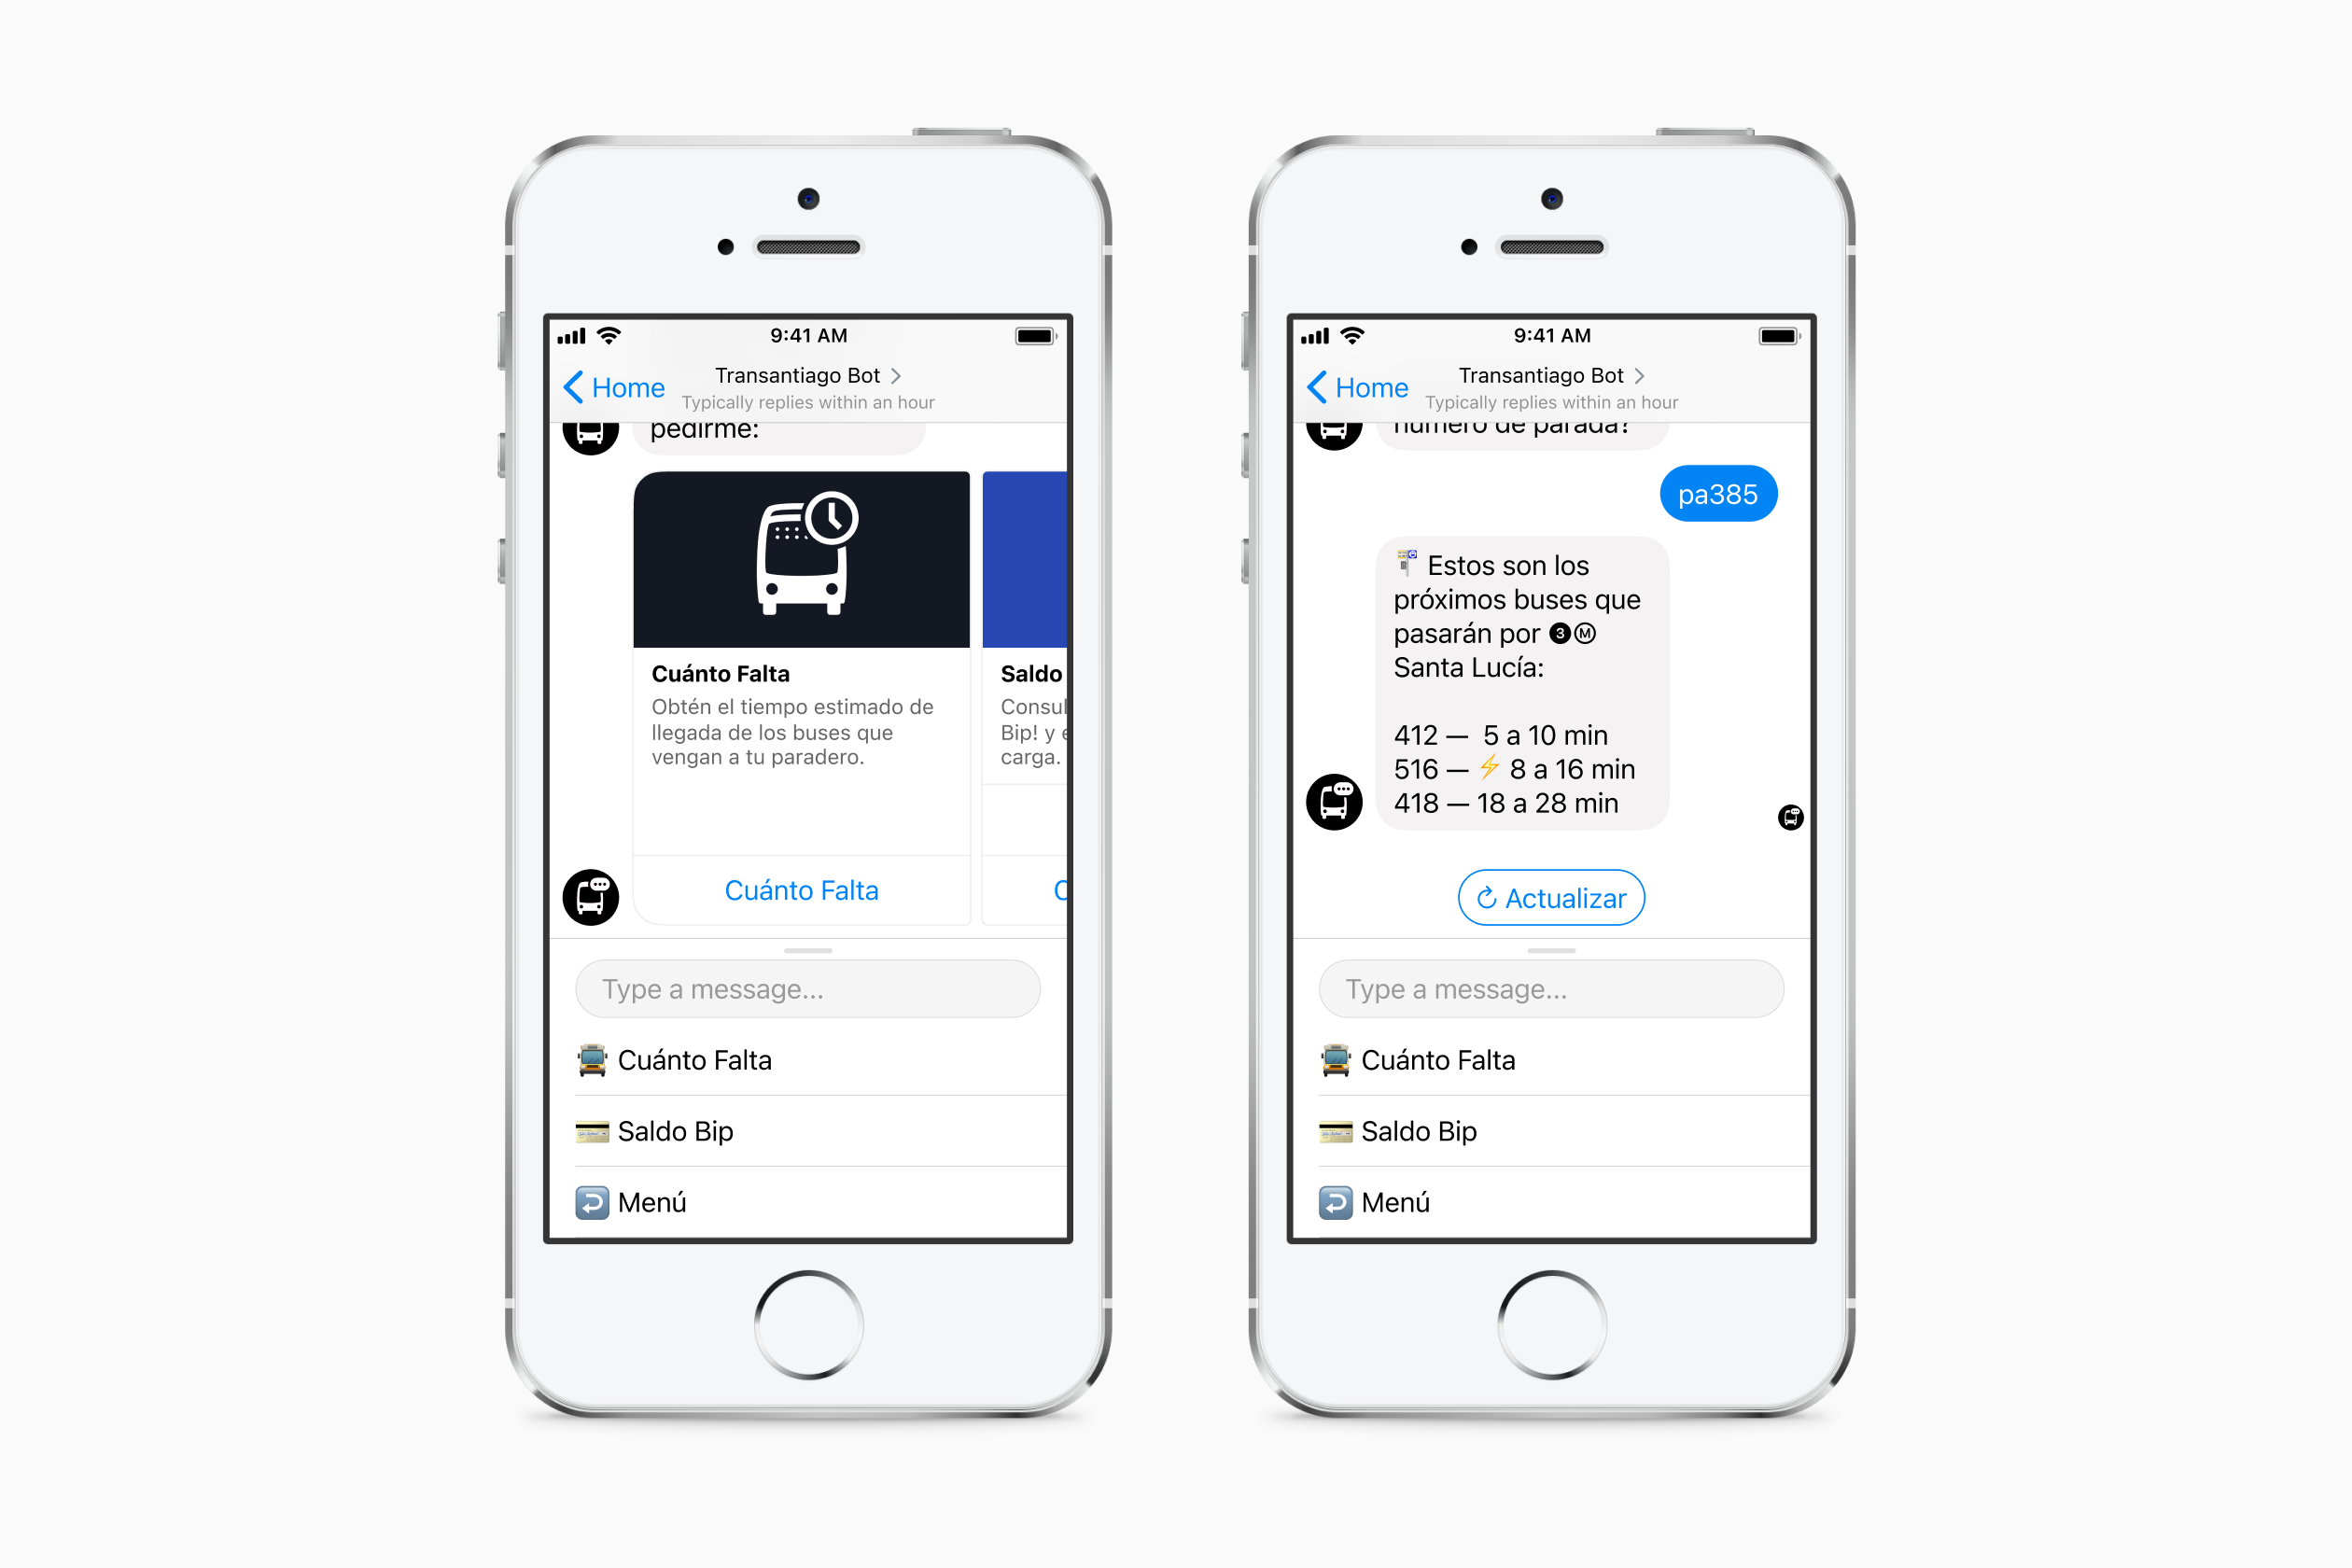 9:41 AM
Home
Transantiago Bot
Typically replies within an hour
pedirme:
Cuánto Falta
Obtén el tiempo estimado de
llegada de los buses que
vengan a tu paradero.
Cuánto Falta
Saldo
Bip! y
carga.
Type a message...
Cuánto Falta
Saldo Bip
Menú
9:41 AM
Home
Transantiago Bot
Typically replies within an hour
número de parada?
pa385
Estos son los
próximos buses que
pasarán por 3 M
Santa Lucía:
412 — 5 a 10 min
516 — ⚡ 8 a 16 min
418 — 18 a 28 min
Actualizar
Type a message...
Cuánto Falta
Saldo Bip
Menú